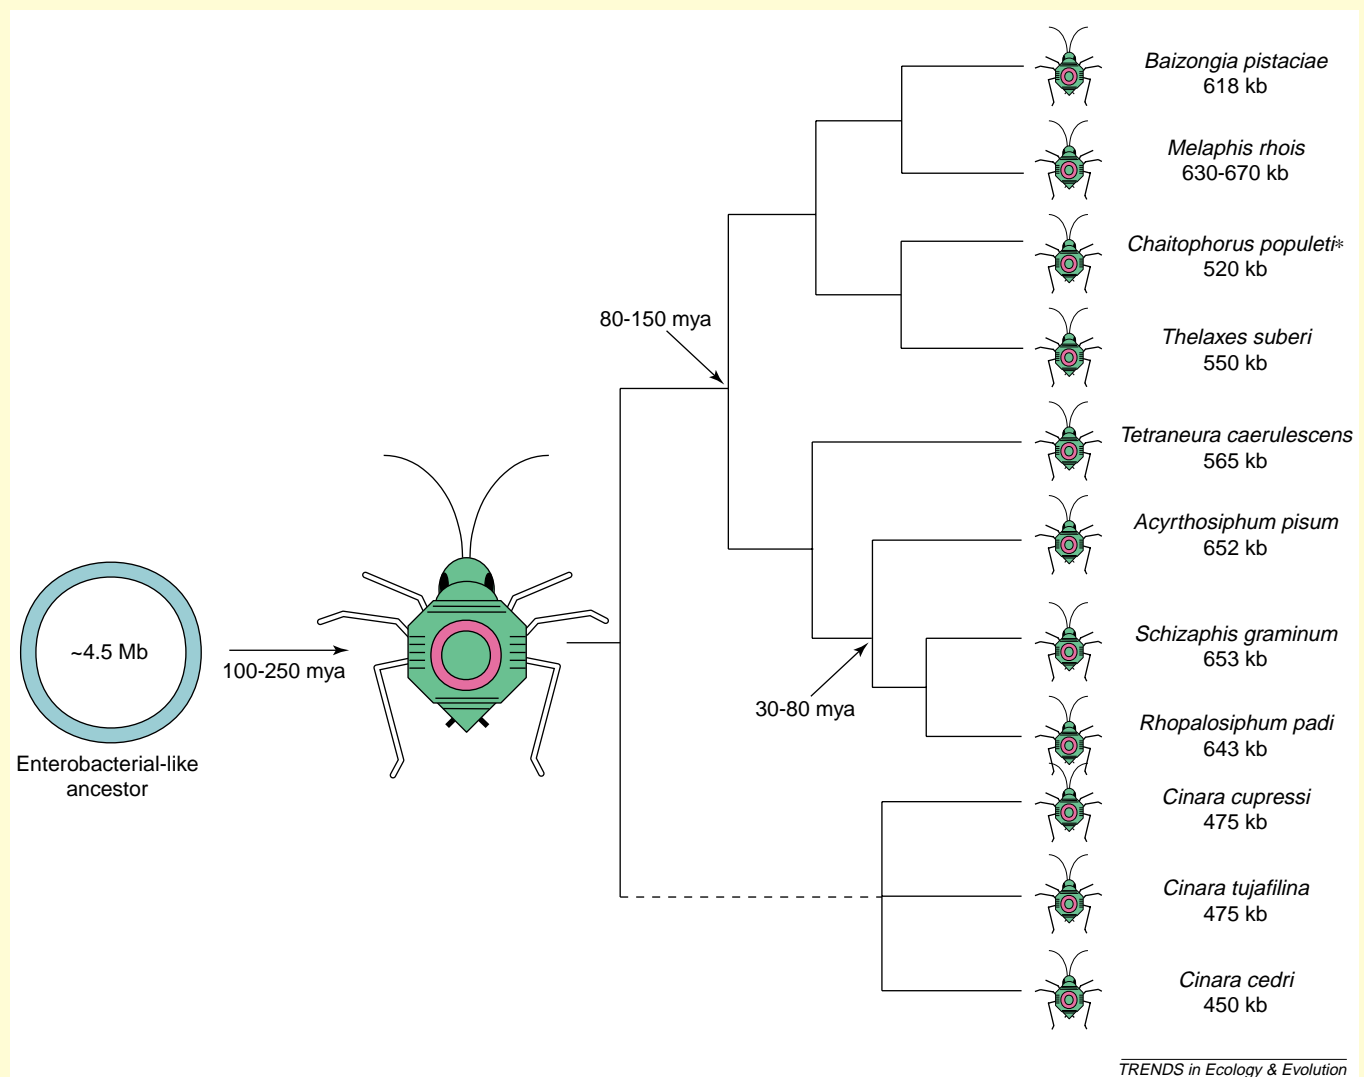 ~4.5 Mb
Enterobacterial-like
ancestor
100-250 mya
80-150 mya
30-80 mya
Baizongia pistaciae
618 kb
Melaphis rhois
630-670 kb
Chaitophorus populeti*
520 kb
Thelaxes suberi
550 kb
Tetraneura caerulescens
565 kb
Acyrthosiphum pisum
652 kb
Schizaphis graminum
653 kb
Rhopalosiphum padi
643 kb
Cinara cupressi
475 kb
Cinara tujafilina
475 kb
Cinara cedri
450 kb
TRENDS in Ecology & Evolution